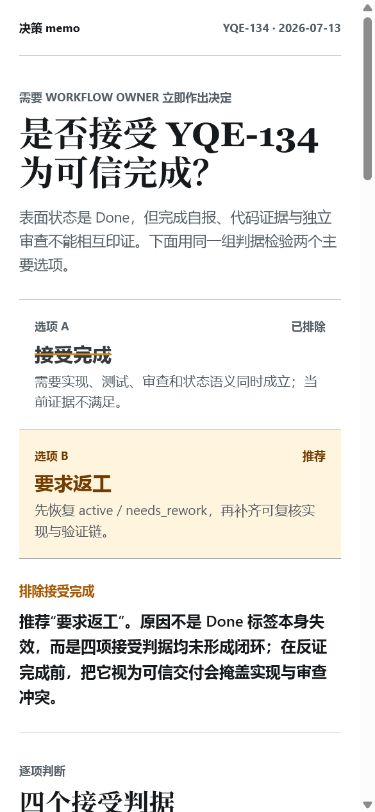 决策 memo
YQE-134 · 2026-07-13
需要 WORKFLOW OWNER 立即作出决定
是否接受 YQE-134
为可信完成？
表面状态是 Done，但完成自报、代码证据与独立
审查不能相互印证。下面用同一组判据检验两个主
要选项。
选项 A
已排除
接受完成
需要实现、测试、审查和状态语义同时成立；当
前证据不满足。
选项 B
推荐
要求返工
先恢复 active / needs_rework，再补齐可复核实
现与验证链。
排除接受完成
推荐“要求返工”。原因不是 Done 标签本身失
效，而是四项接受判据均未形成闭环；在反证
完成前，把它视为可信交付会掩盖实现与审查
冲突。
逐项判断
四个接受判据